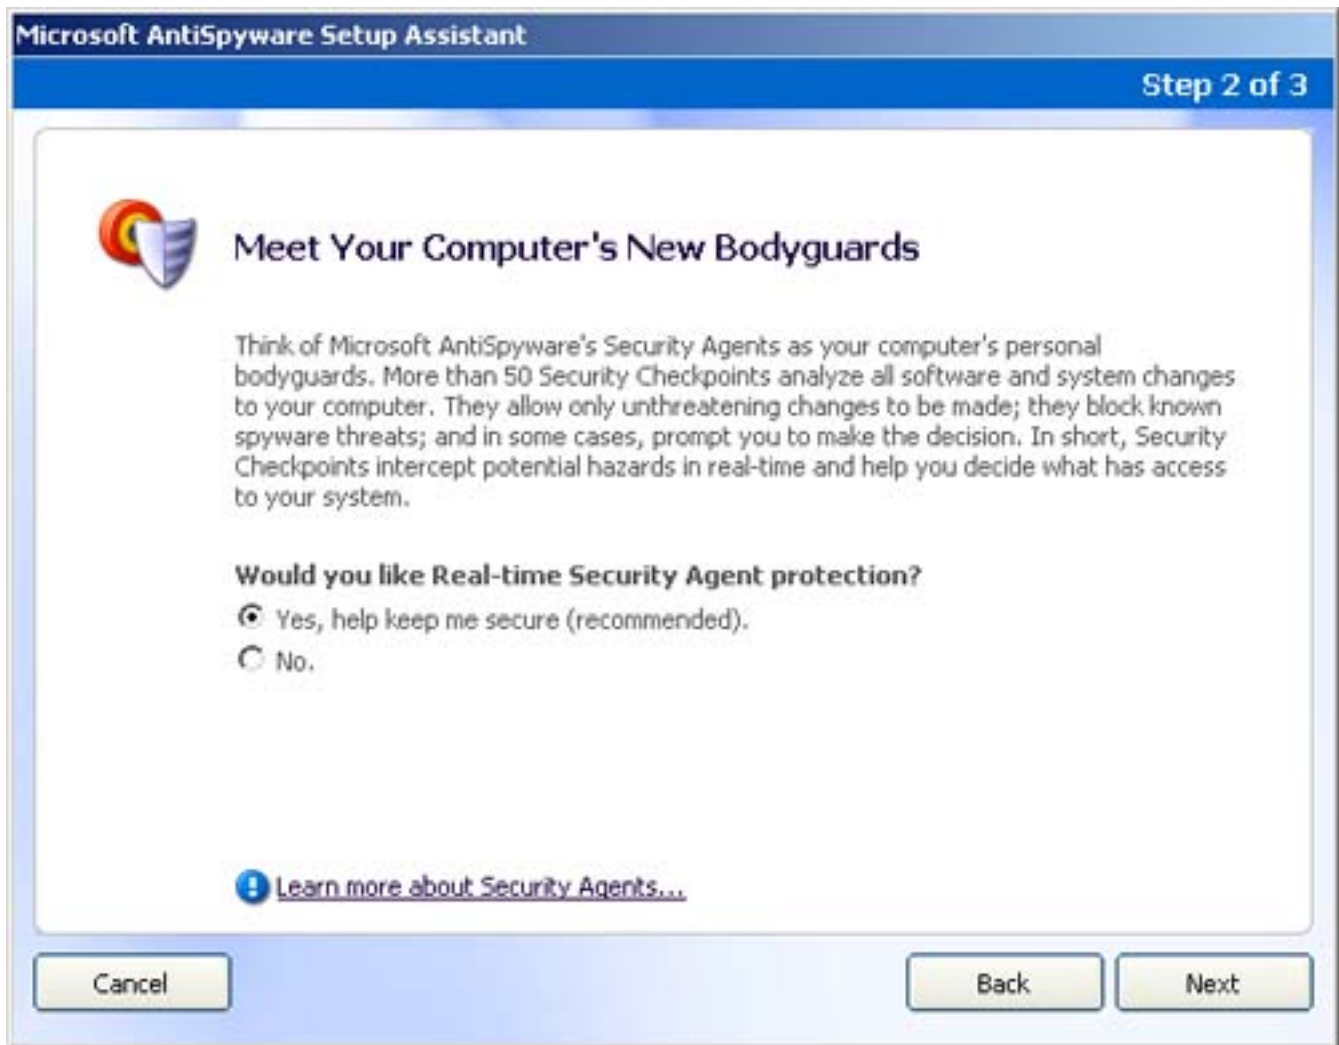 Microsoft AntiSpyware Setup Assistant
Step 2 of 3
Meet Your Computer's New Bodyguards
Think of Microsoft AntiSpyware's Security Agents as your computer's personal
bodyguards. More than 50 Security Checkpoints analyze all software and system changes
to your computer. They allow only unthreatening changes to be made; they block known
spyware threats; and in some cases, prompt you to make the decision. In short, Security
Checkpoints intercept potential hazards in real-time and help you decide what has access
to your system.
Would you like Real-time Security Agent protection?
Yes, help keep me secure (recommended).
No.
Learn more about Security Agents...
Cancel
Back
Next